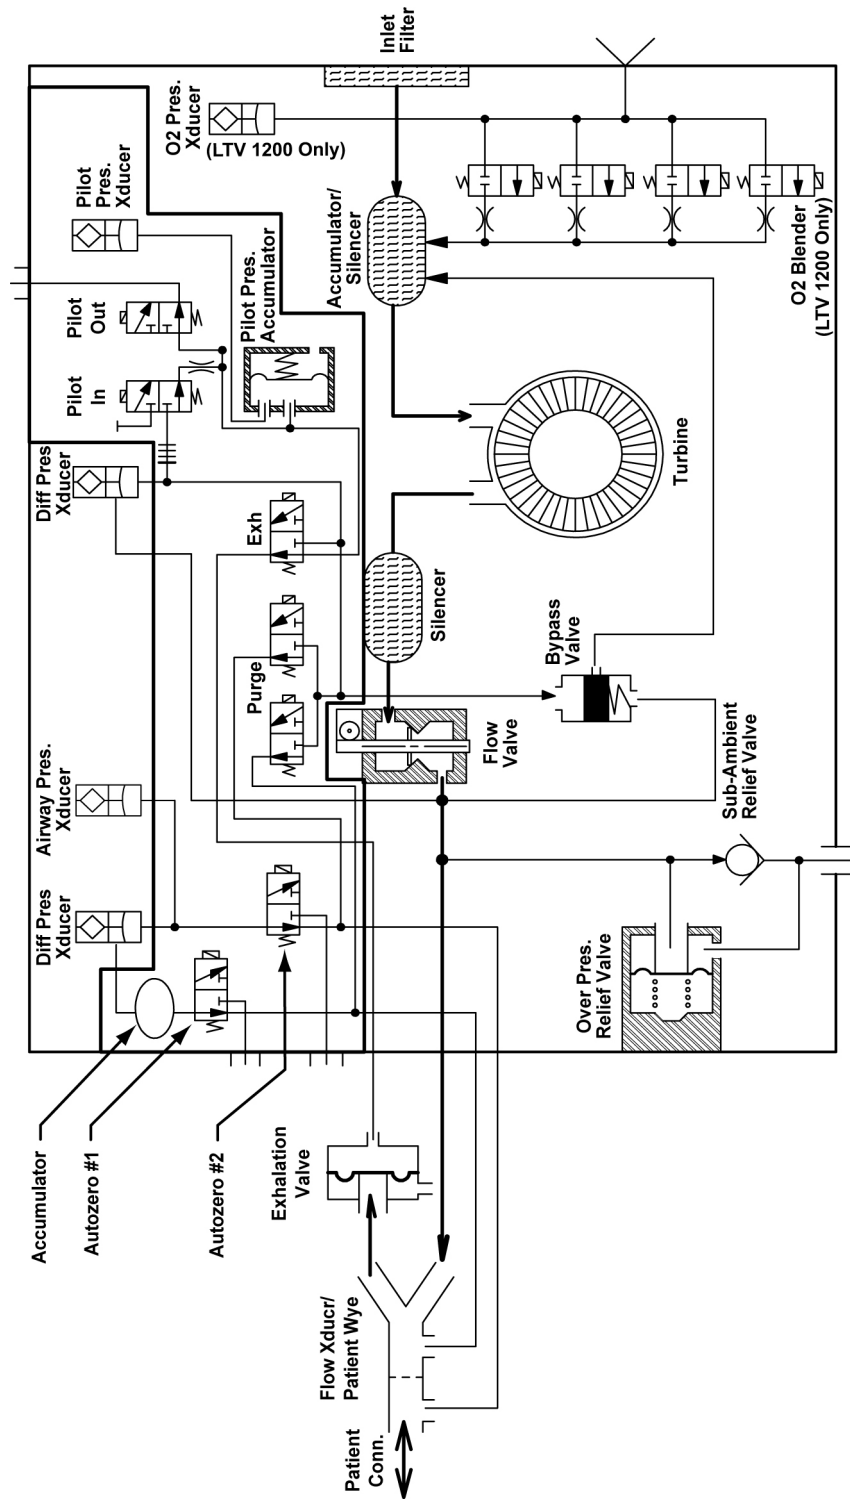 Inlet
Filter
O2 Pres.
Xducer
(LTV 1200 Only)
Pilot
Pres.
Xducer
Accumulator/
Silencer
O2 Blender
(LTV 1200 Only)
Pilot
Out
Pilot Pres.
Accumulator
Pilot
In
Turbine
Diff Pres
Xducer
Exh
Silencer
Bypass
Valve
Purge
Flow
Valve
Sub-Ambient
Relief Valve
Airway Pres.
Xducer
Diff Pres
Xducer
Over Pres.
Relief Valve
Accumulator
Autozero #1
Autozero #2
Exhalation
Valve
Flow Xducr/
Patient Wye
Patient
Conn.